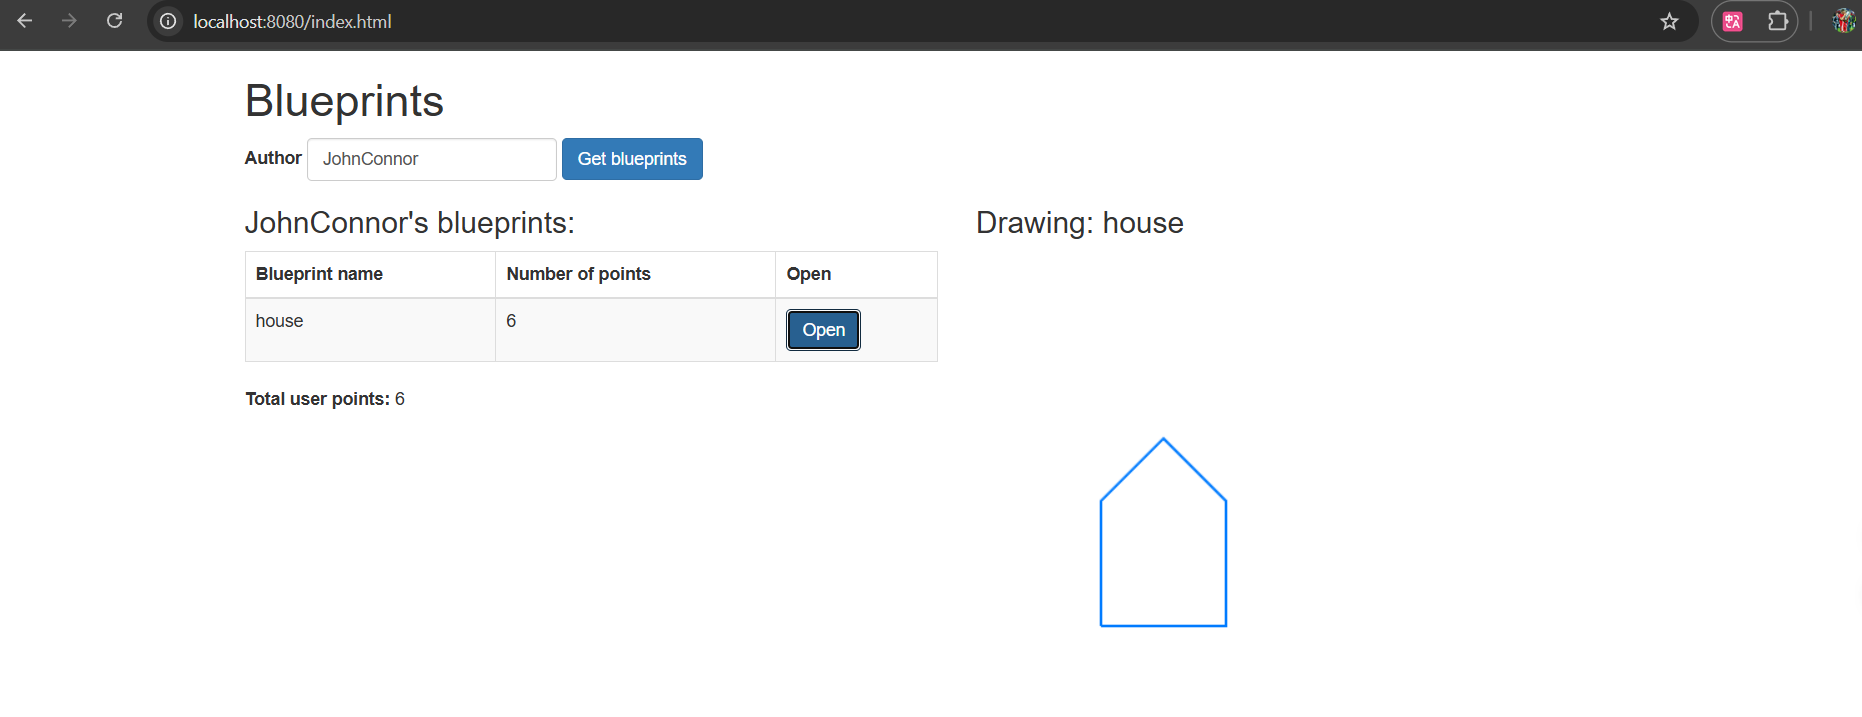 localhost:8080/index.html
Blueprints
Author JohnConnor Get blueprints
JohnConnor's blueprints:
Blueprint name Number of points Open
house 6 Open
Total user points: 6
Drawing: house